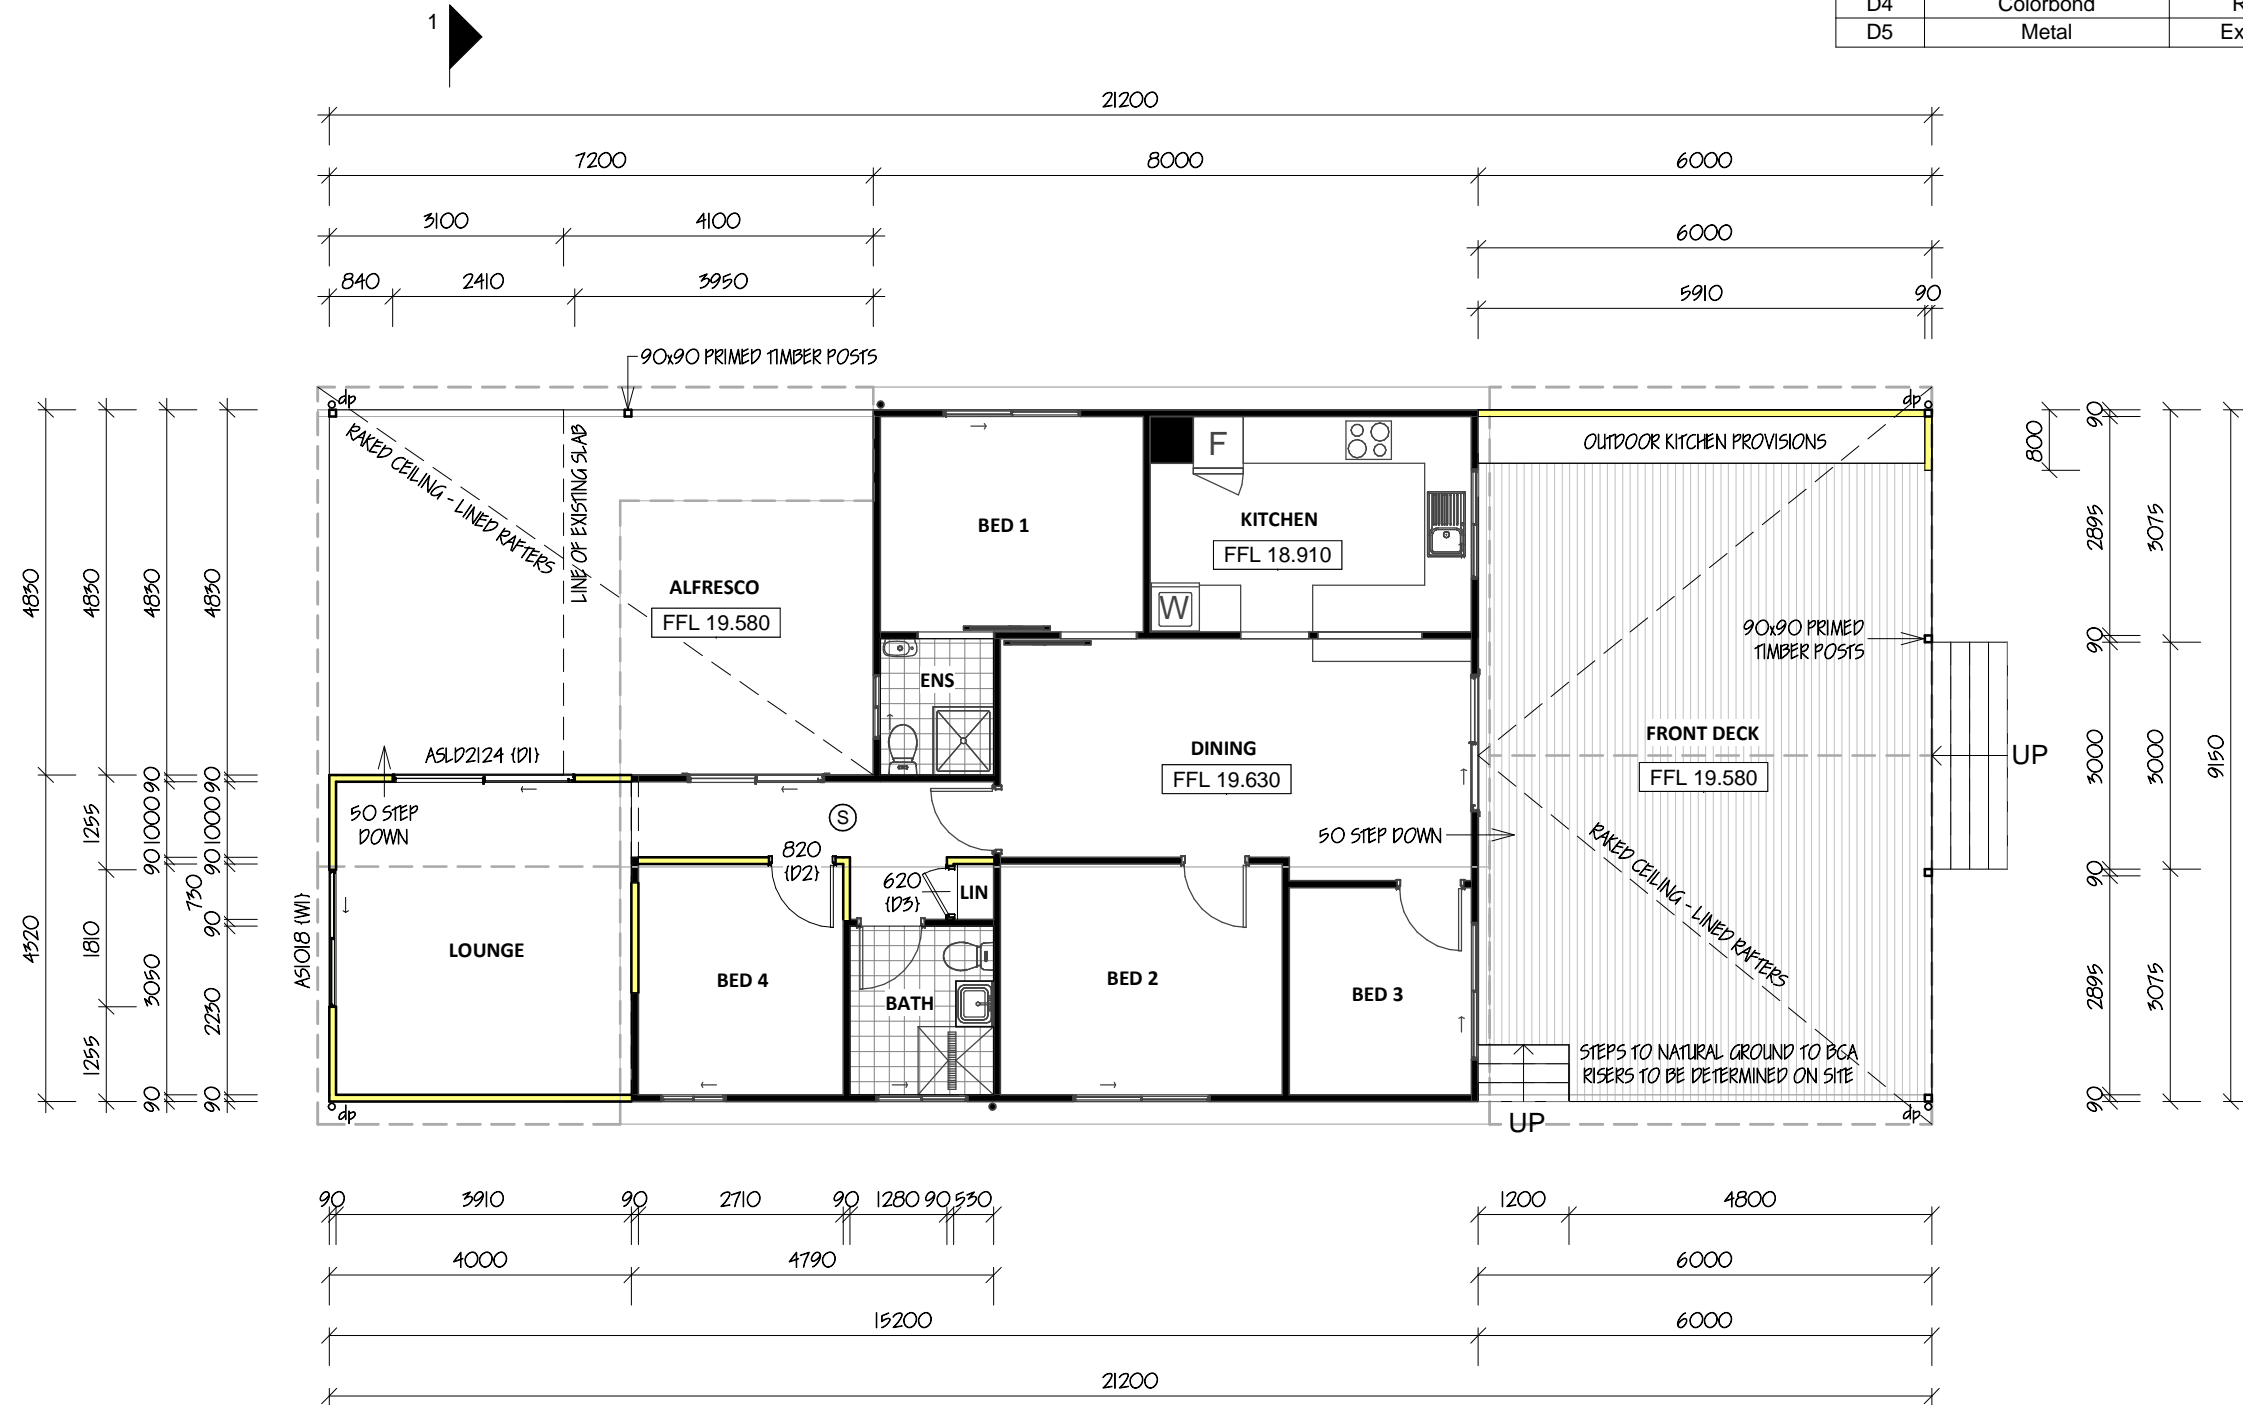 1
D4 Colorbond R
D5 Metal Ex
21200
7200 8000 6000
3100 4100 6000
840 2410 3950 5910 90
90x90 PRIMED TIMBER POSTS
dp
dp
RAKED CEILING - LINED RAFTERS
LINE OF EXISTING SLAB
OUTDOOR KITCHEN PROVISIONS
BED 1
F
KITCHEN
FFL 18.910
W
ALFRESCO
FFL 19.580
90x90 PRIMED
TIMBER POSTS
ENS
DINING
FFL 19.630
FRONT DECK
FFL 19.580
UP
ASLD2124 {D1}
50 STEP
DOWN
S
50 STEP DOWN
RAKED CEILING - LINED RAFTERS
820
{D2}
620
{D3}
LIN
AS1018 {W1}
LOUNGE
BED 4
BATH
BED 2
BED 3
STEPS TO NATURAL GROUND TO BCA
RISERS TO BE DETERMINED ON SITE
UP
dp
dp
4830
4320
4830
1255
1810
1255
4830
90
1000
90
3050
90
4830
90
1000
90
730
90
2230
90
800
90
2895
90
3000
90
2895
90
3075
3000
3075
9150
90 3910 90 2710 90 1280 90 530 1200 4800
4000 4790 6000
15200 6000
21200